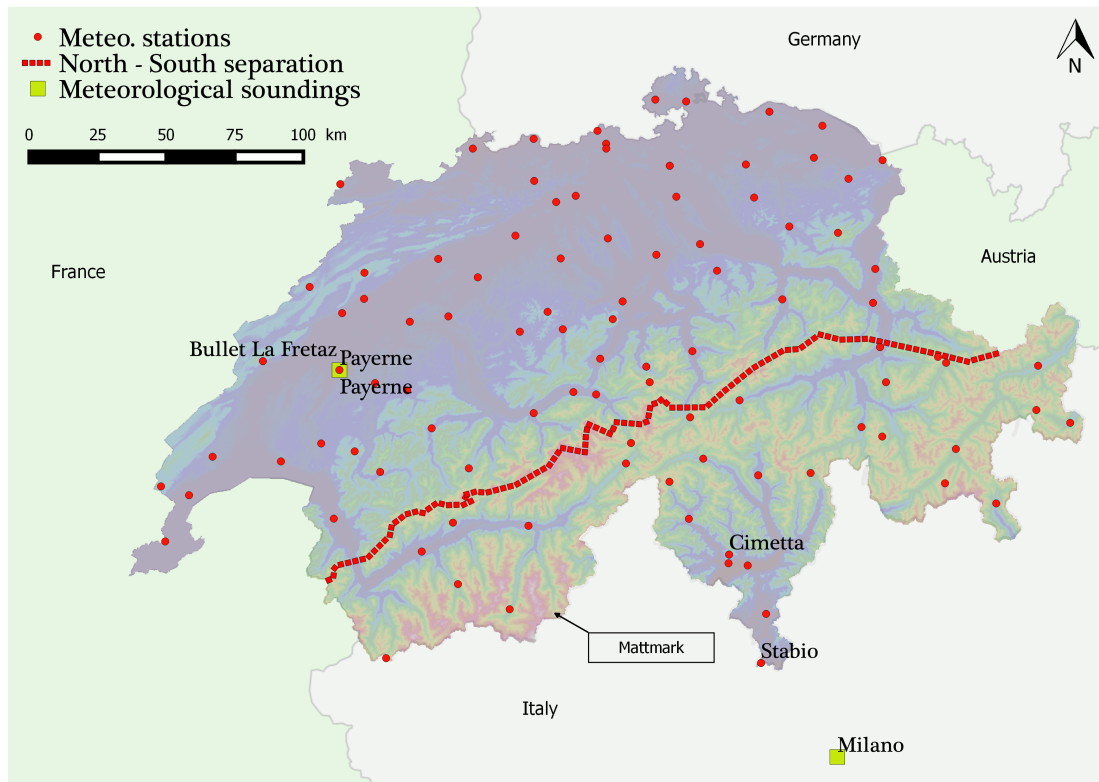 Meteo. stations
North - South separation
Meteorological soundings
0 25 50 75 100 km
Germany
N
France
Austria
Bullet La Fretaz
Payerne
Payerne
Cimetta
Mattmark
Stabio
Italy
Milano